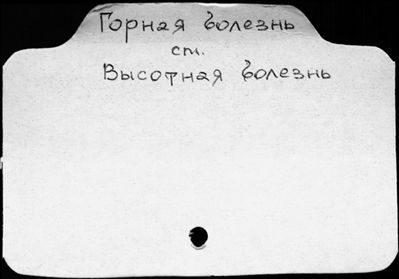 Горная болезнь
см.
Высотная болезнь